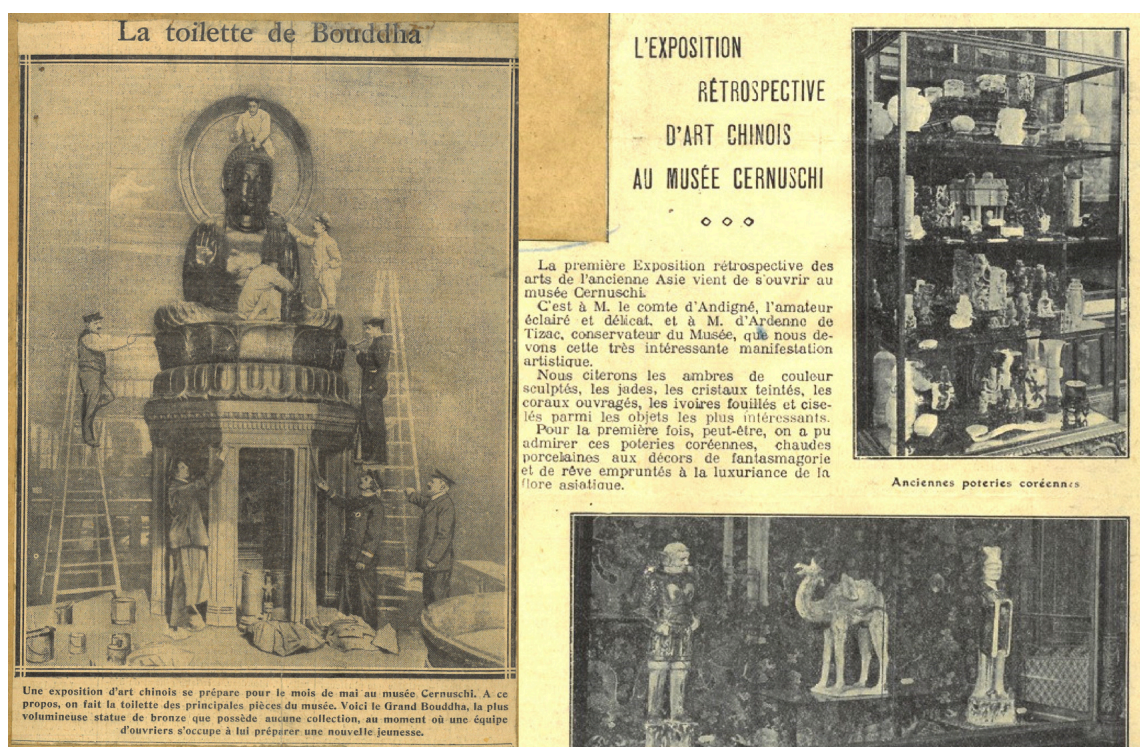 La toilette de Bouddha
Une exposition d'art chinois se prépare pour le mois de mai au musée Cernuschi. A ce
propos, on fait la toilette des principales pièces du musée. Voici le Grand Bouddha, la plus
volumineuse statue de bronze que possède aucune collection, au moment où une équipe
d'ouvriers s'occupe à lui préparer une nouvelle jeunesse.
L'EXPOSITION
RÉTROSPECTIVE
D'ART CHINOIS
AU MUSÉE CERNUSCHI
La première Exposition rétrospective des
arts de l'ancienne Asie vient de s'ouvrir au
musée Cernuschi.
C'est à M. le comte d'Andigné, l'amateur
éclairé et délicat, et à M. d'Ardenne de
Tizac, conservateur du Musée, que nous de-
vons cette très intéressante manifestation
artistique.
Nous citerons les ambres de couleur
sculptés, les jades, les cristaux teintés, les
coraux ouvragés, les ivoires fouillés et cise-
lés parmi les objets les plus intéressants.
Pour la première fois, peut-être, on a pu
admirer ces poteries coréennes, chaudes
porcelaines aux décors de fantasmagorie
et de rêve empruntés à la luxuriance de la
flore asiatique.
Anciennes poteries coréennes